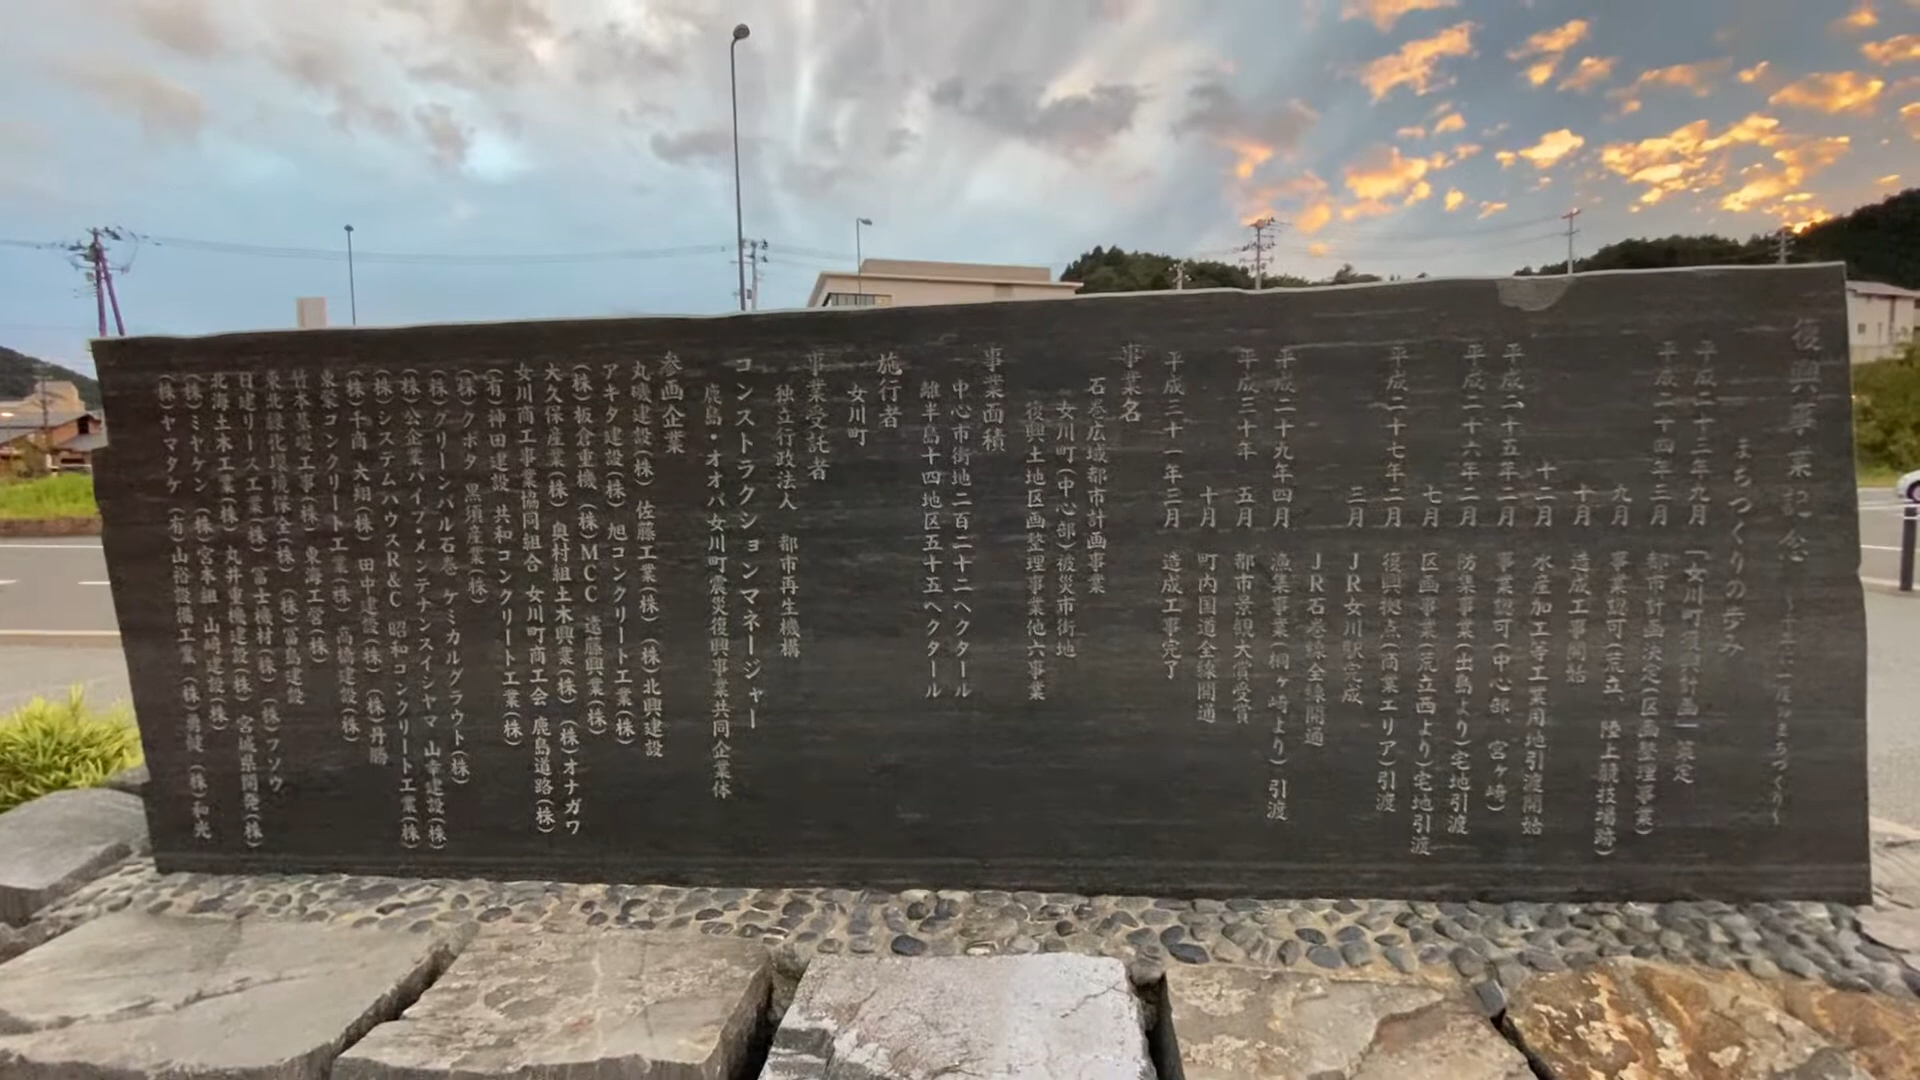 復興事業記念
まちづくりの歩み
平成二十三年九月 「女川町復興計画」策定
平成二十四年三月 都市計画決定(区画整理事業)
九月 事業認可(荒立、陸上競技場跡)
十月 造成工事開始
十二月 水産加工等工業用地引渡開始
平成二十五年二月 事業認可(中心部、宮ヶ崎)
平成二十六年二月 防集事業(出島より)宅地引渡
七月 区画事業(荒立西より)宅地引渡
平成二十七年二月 復興拠点(商業エリア)引渡
三月 JR女川駅完成
JR石巻線全線開通
平成二十九年四月 漁集事業(桐ヶ崎より)引渡
平成三十年 五月 都市景観大賞受賞
十月 町内国道全線開通
平成三十一年三月 造成工事完了
事業名
石巻広域都市計画事業
女川町(中心部)被災市街地
復興土地区画整理事業他六事業
事業面積
中心市街地二百二十二ヘクタール
離半島十四地区五十五ヘクタール
施行者
女川町
事業受託者
独立行政法人 都市再生機構
コンストラクションマネージャー
鹿島・オオバ女川町震災復興事業共同企業体
参画企業
丸磯建設(株) 佐藤工業(株) (株)北興建設
アキタ建設(株) 旭コンクリート工業(株)
(株)板倉重機 (株)MCC 遠藤興業(株)
大久保産業(株) 奥村組土木興業(株) (株)オナガワ
女川商工事業協同組合 女川町商工会 鹿島道路(株)
(有)神田建設 共和コンクリート工業(株)
(株)クボタ 黒須産業(株)
(株)グリーンパル石巻 ケミカルグラウト(株)
(株)公企業パイプ・メンテナンスイシヤマ 山幸建設(株)
(株)システムハウスR&C 昭和コンクリート工業(株)
(株)千商 大翔(株) 田中建設(株) (株)丹勝
東栄コンクリート工業(株) 高橋建設(株)
竹本基礎工事(株) 東海工営(株)
東北緑化環境保全(株) (株)冨島建設
日建リース工業(株) 冨士機材(株) (株)フソウ
北海土木工業(株) 丸井重機建設(株) 宮城県開発(株)
(株)ミヤケン (株)宮本組 山崎建設(株)
(株)ヤマタケ (有)山裕設備工業 (株)勇健 (株)和光